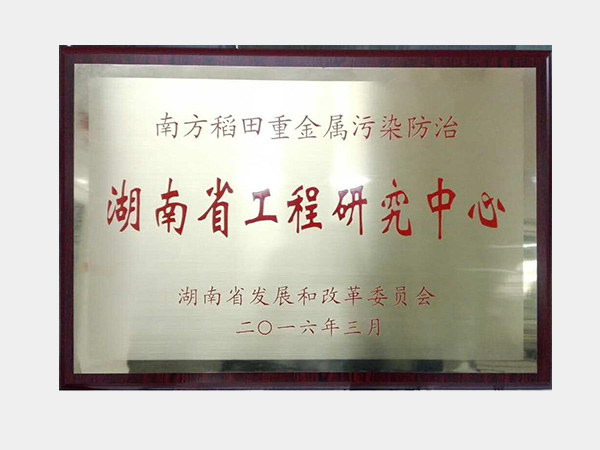 南方稻田重金属污染防治
湖南省工程研究中心
湖南省发展和改革委员会
二〇一六年三月